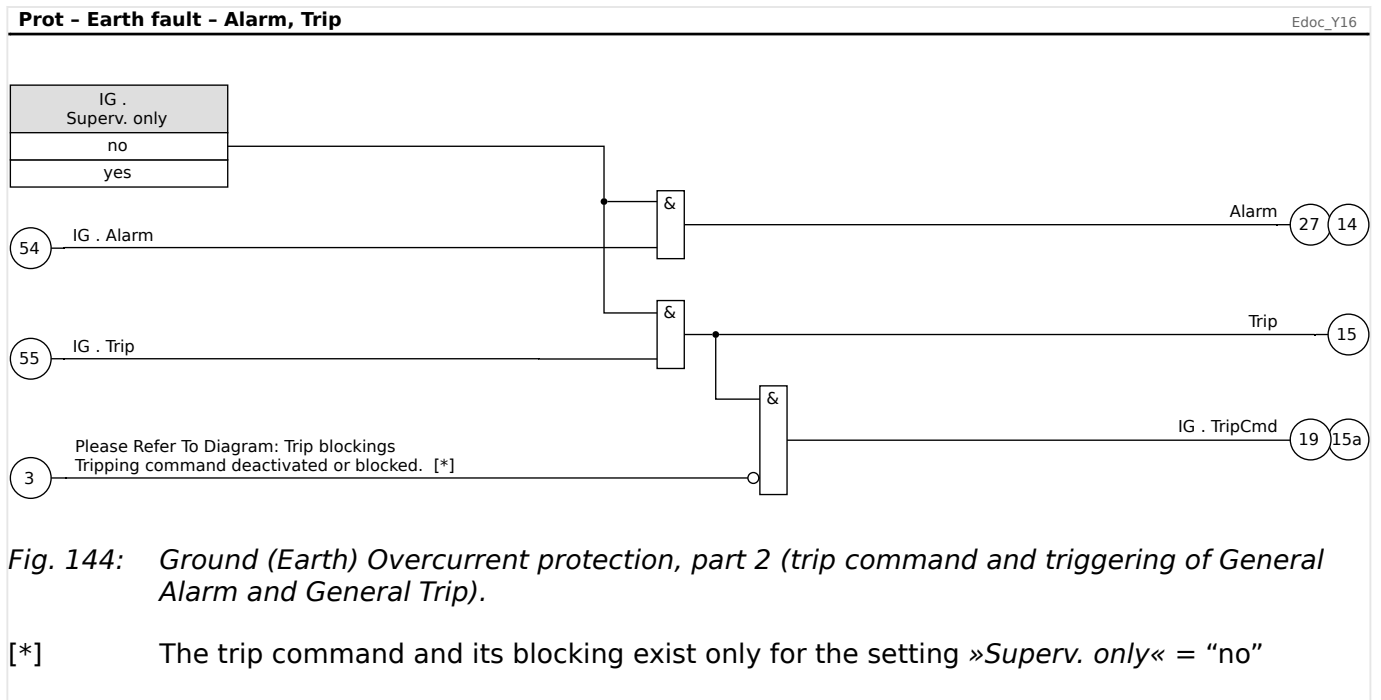 Prot – Earth fault – Alarm, Trip
Edoc_Y16
IG .
Superv. only
no
yes
&
Alarm
27
14
54
IG . Alarm
&
Trip
15
55
IG . Trip
&
IG . TripCmd
19
15a
Please Refer To Diagram: Trip blockings
Tripping command deactivated or blocked. [*]
3
Fig. 144: Ground (Earth) Overcurrent protection, part 2 (trip command and triggering of General
Alarm and General Trip).
[*] The trip command and its blocking exist only for the setting »Superv. only« = “no”